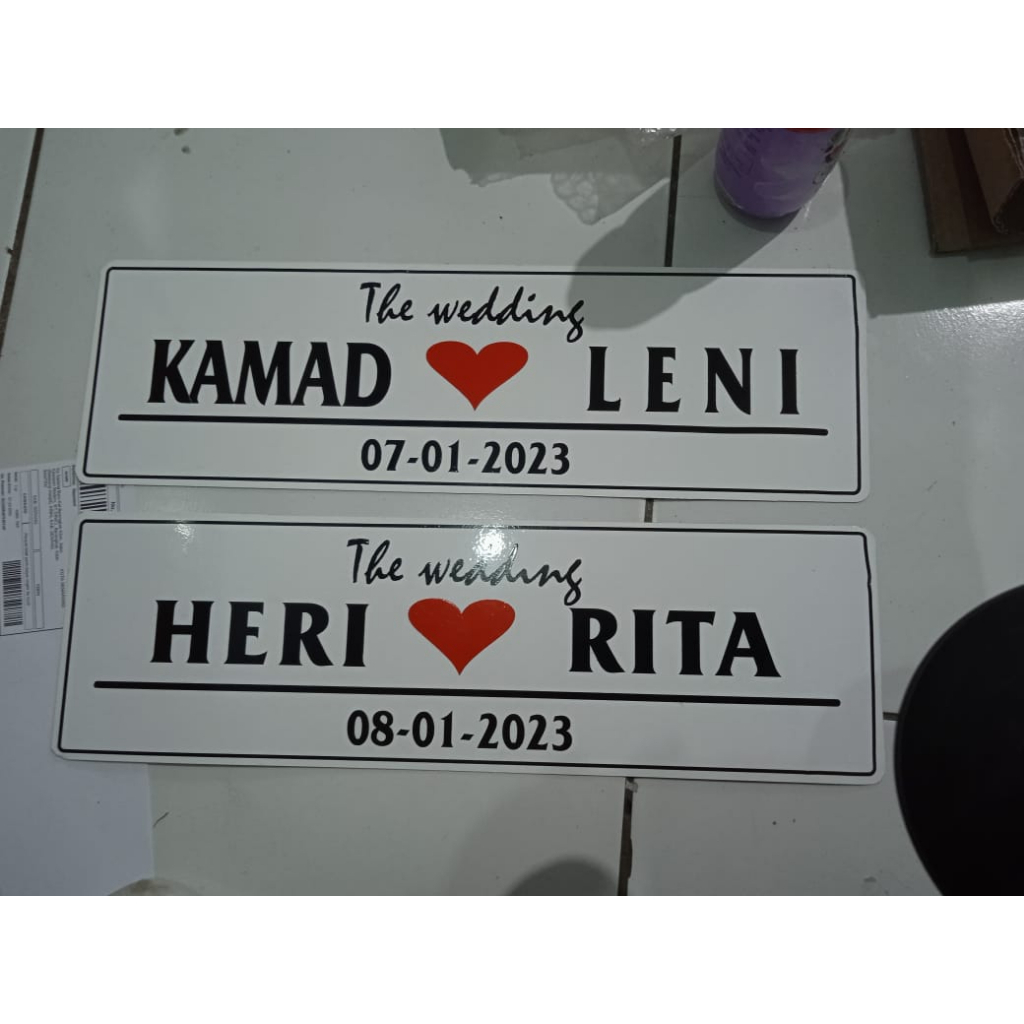 The wedding
KAMAD LENI
07-01-2023
The wedding
HERI RITA
08-01-2023